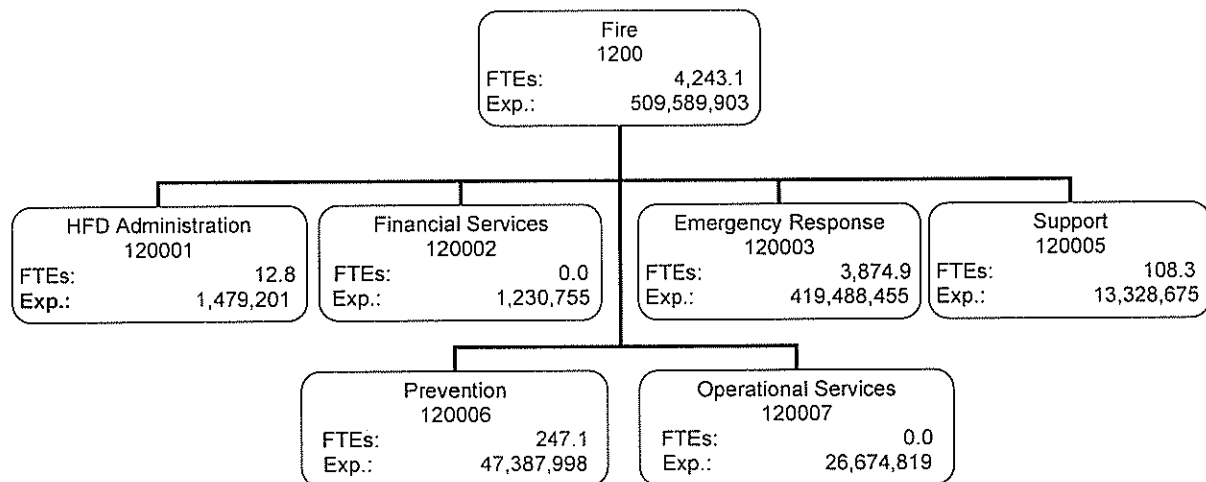 Fire
1200
FTEs: 4,243.1
Exp.: 509,589,903
HFD Administration
120001
FTEs: 12.8
Exp.: 1,479,201
Financial Services
120002
FTEs: 0.0
Exp.: 1,230,755
Emergency Response
120003
FTEs: 3,874.9
Exp.: 419,488,455
Support
120005
FTEs: 108.3
Exp.: 13,328,675
Prevention
120006
FTEs: 247.1
Exp.: 47,387,998
Operational Services
120007
FTEs: 0.0
Exp.: 26,674,819